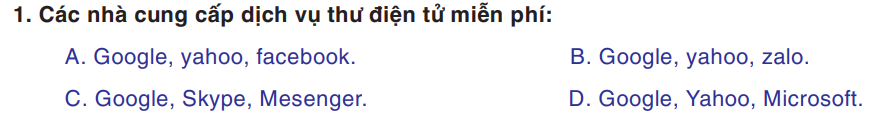 1. Các nhà cung cấp dịch vụ thư điện tử miễn phí:
A. Google, yahoo, facebook. B. Google, yahoo, zalo.
C. Google, Skype, Mesenger. D. Google, Yahoo, Microsoft.